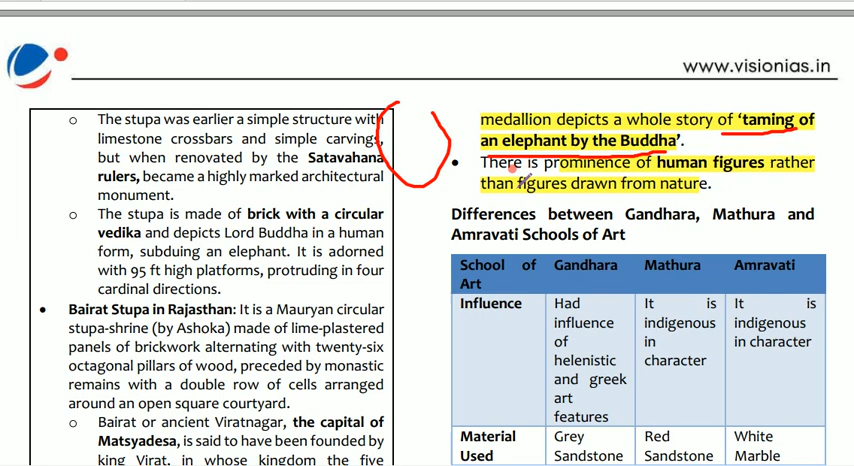 www.visionias.in
o The stupa was earlier a simple structure with
limestone crossbars and simple carvings,
but when renovated by the Satavahana
rulers, became a highly marked architectural
monument.
o The stupa is made of brick with a circular
vedika and depicts Lord Buddha in a human
form, subduing an elephant. It is adorned
with 95 ft high platforms, protruding in four
cardinal directions.
• Bairat Stupa in Rajasthan: It is a Mauryan circular
stupa-shrine (by Ashoka) made of lime-plastered
panels of brickwork alternating with twenty-six
octagonal pillars of wood, preceded by monastic
remains with a double row of cells arranged
around an open square courtyard.
o Bairat or ancient Viratnagar, the capital of
Matsyadesa, is said to have been founded by
king Virat, in whose kingdom the five
medallion depicts a whole story of ‘taming of
an elephant by the Buddha’.
• There is prominence of human figures rather
than figures drawn from nature.
Differences between Gandhara, Mathura and
Amravati Schools of Art
School of Art Gandhara Mathura Amravati
Influence Had influence of helenistic and greek art features It is indigenous in character It is indigenous in character
Material Used Grey Sandstone Red Sandstone White Marble